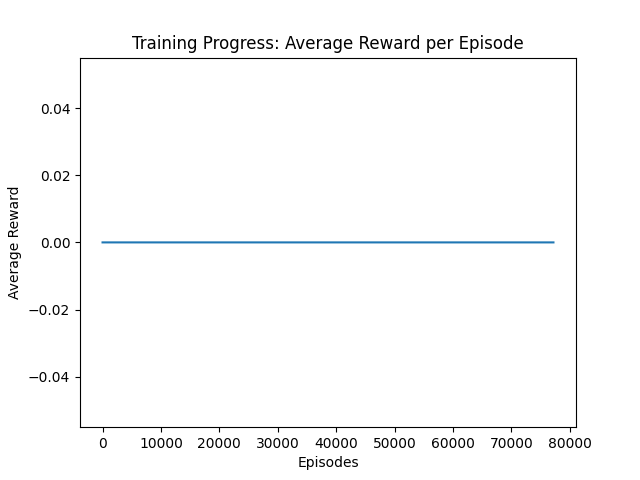 Training Progress: Average Reward per Episode
Average Reward
0.04
0.02
0.00
−0.02
−0.04
0 10000 20000 30000 40000 50000 60000 70000 80000
Episodes